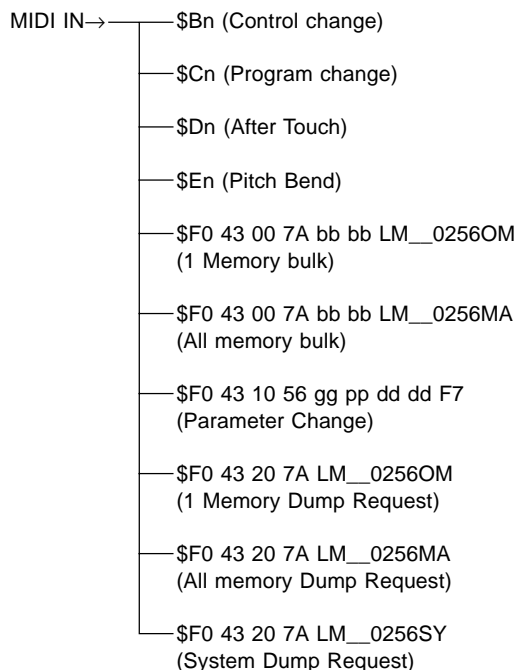 MIDI IN→ $Bn (Control change)
$Cn (Program change)
$Dn (After Touch)
$En (Pitch Bend)
$F0 43 00 7A bb bb LM__0256OM
(1 Memory bulk)
$F0 43 00 7A bb bb LM__0256MA
(All memory bulk)
$F0 43 10 56 gg pp dd dd F7
(Parameter Change)
$F0 43 20 7A LM__0256OM
(1 Memory Dump Request)
$F0 43 20 7A LM__0256MA
(All memory Dump Request)
$F0 43 20 7A LM__0256SY
(System Dump Request)